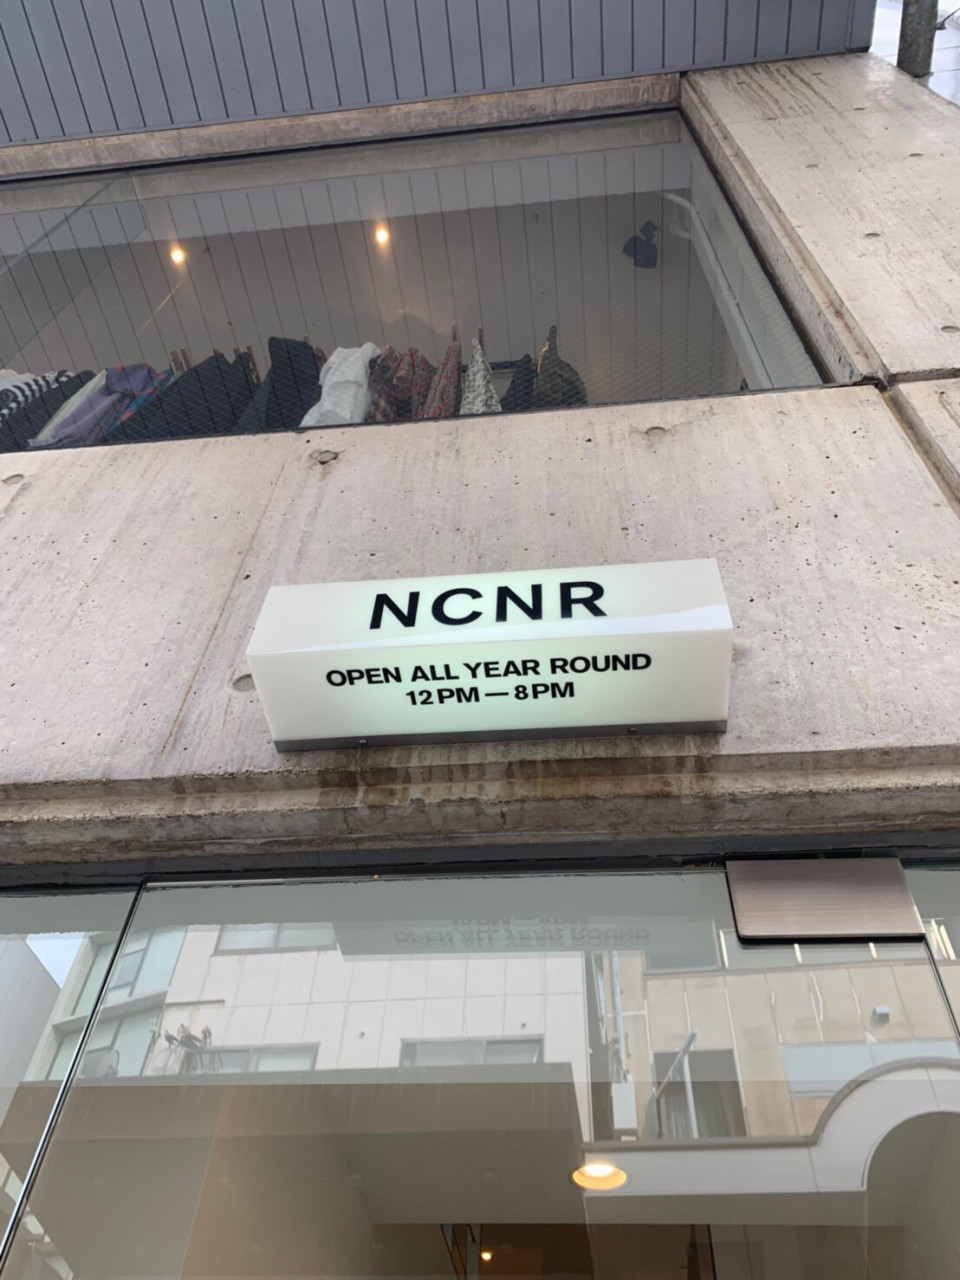 NCNR
OPEN ALL YEAR ROUND
12PM—8PM